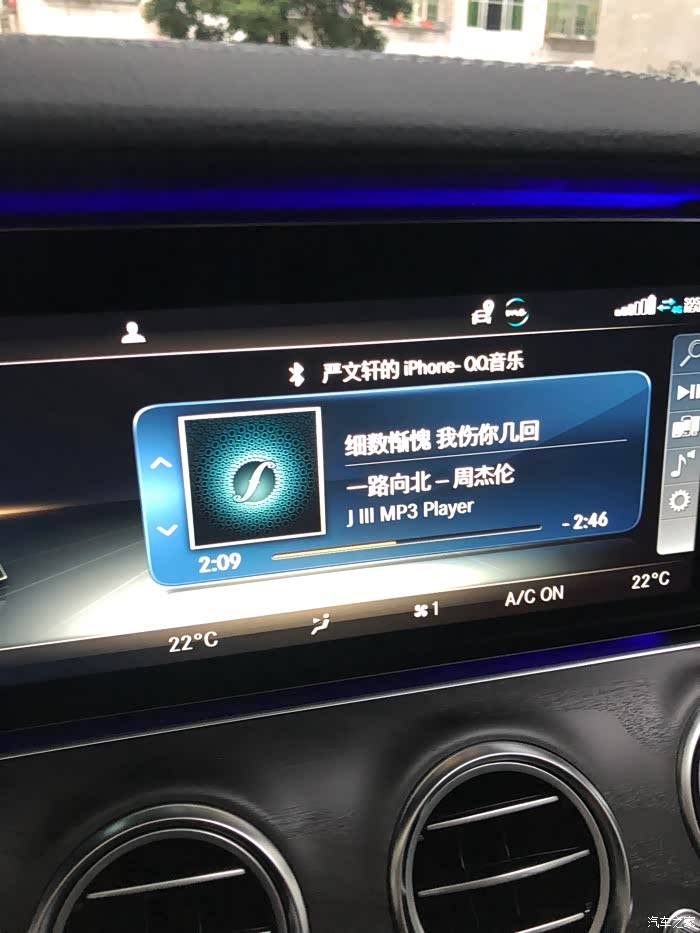 4G
SOS
严文轩的 iPhone- QQ音乐
细数惭愧 我伤你几回
一路向北 – 周杰伦
J III MP3 Player
2:09
- 2:46
22°C
1
A/C ON
22°C
汽车之家